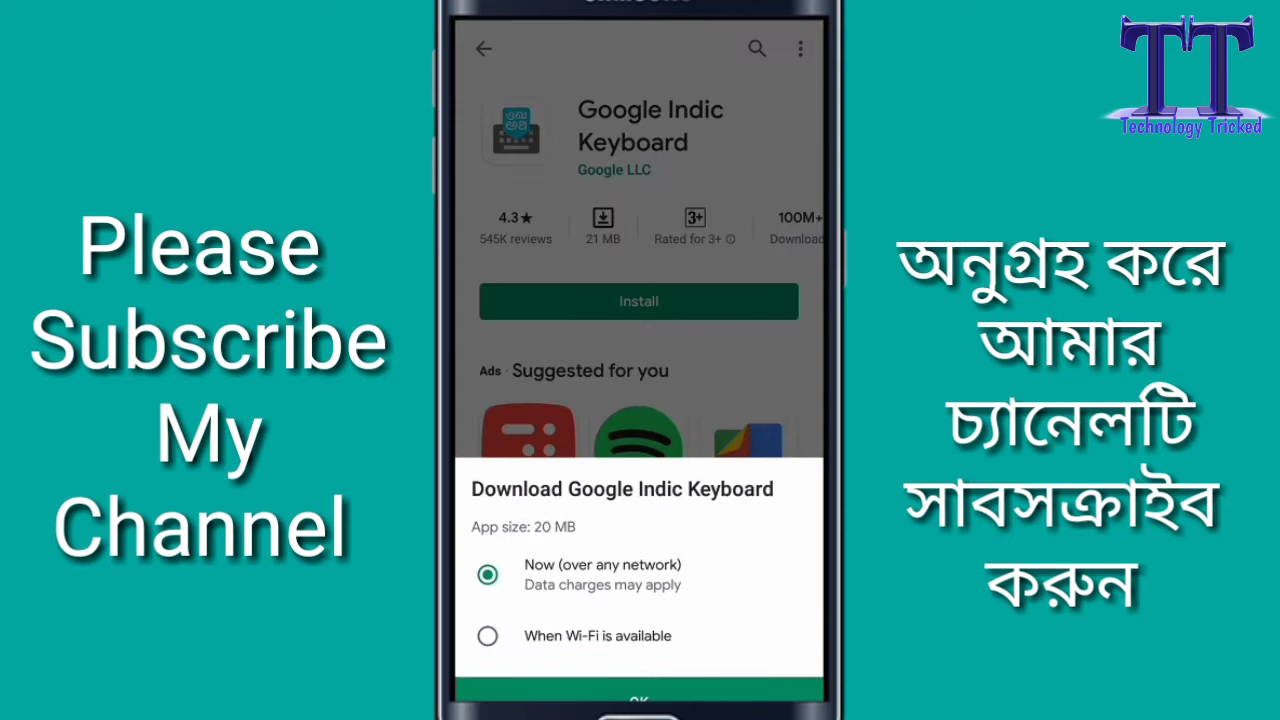 Please
Subscribe
My
Channel
Google Indic
Keyboard
Google LLC
4.3★
545K reviews
21 MB
3+
Rated for 3+
100M+
Download
Install
Ads · Suggested for you
Download Google Indic Keyboard
App size: 20 MB
Now (over any network)
Data charges may apply
When Wi-Fi is available
OK
TT
Technology Tricked
অনুগ্রহ করে
আমার
চ্যানেলটি
সাবসক্রাইব
করুন